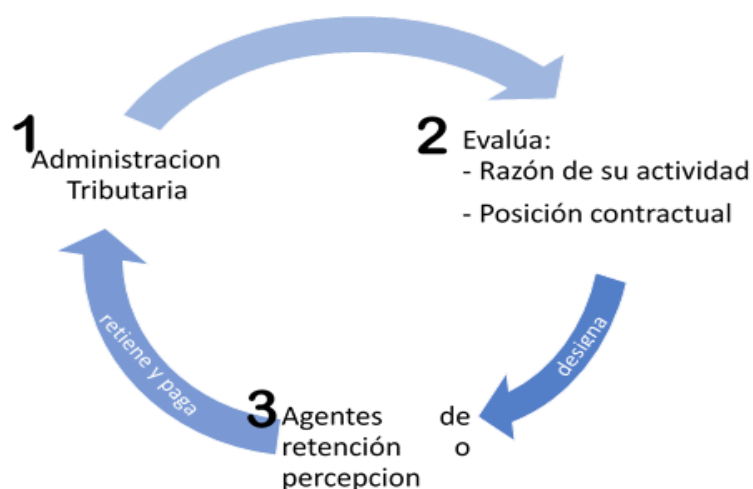 1
Administracion
Tributaria
2
Evalúa:
- Razón de su actividad
- Posición contractual
designa
3
Agentes de
retención o
percepcion
retiene y paga